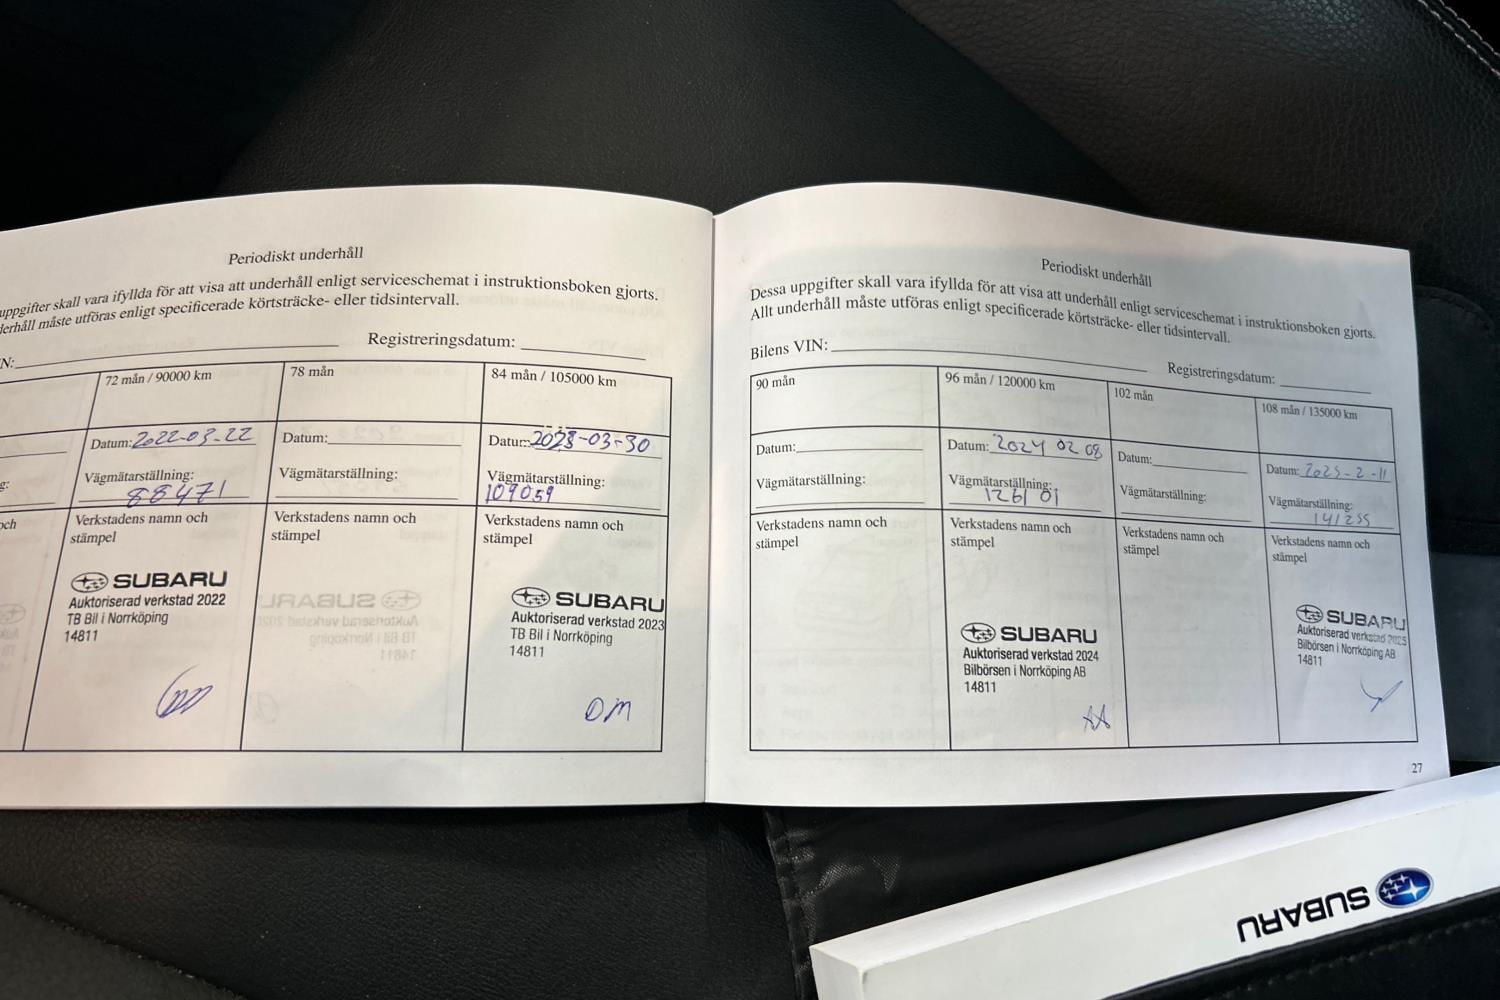 Periodiskt underhåll
uppgifter skall vara ifyllda för att visa att underhåll enligt serviceschemat i instruktionsboken gjorts.
underhåll måste utföras enligt specificerade körtsträcke- eller tidsintervall.
N:
Registreringsdatum:
72 mån / 90000 km
Datum: 2022-03-22
Vägmätarställning:
88471
Verkstadens namn och
stämpel
SUBARU
Auktoriserad verkstad 2022
TB Bil i Norrköping
14811
78 mån
Datum:
Vägmätarställning:
Verkstadens namn och
stämpel
84 mån / 105000 km
Datum: 2023-03-30
Vägmätarställning:
109059
Verkstadens namn och
stämpel
SUBARU
Auktoriserad verkstad 2023
TB Bil i Norrköping
14811
OM
Periodiskt underhåll
Dessa uppgifter skall vara ifyllda för att visa att underhåll enligt serviceschemat i instruktionsboken gjorts.
Allt underhåll måste utföras enligt specificerade körtsträcke- eller tidsintervall.
Bilens VIN:
Registreringsdatum:
90 mån
Datum:
Vägmätarställning:
Verkstadens namn och
stämpel
96 mån / 120000 km
Datum: 2024 02 08
Vägmätarställning:
126101
Verkstadens namn och
stämpel
SUBARU
Auktoriserad verkstad 2024
Bilbörsen i Norrköping AB
14811
AA
102 mån
Datum:
Vägmätarställning:
Verkstadens namn och
stämpel
108 mån / 135000 km
Datum: 2025-2-11
Vägmätarställning:
141255
Verkstadens namn och
stämpel
SUBARU
Auktoriserad verkstad 2025
Bilbörsen i Norrköping AB
14811
27
SUBARU